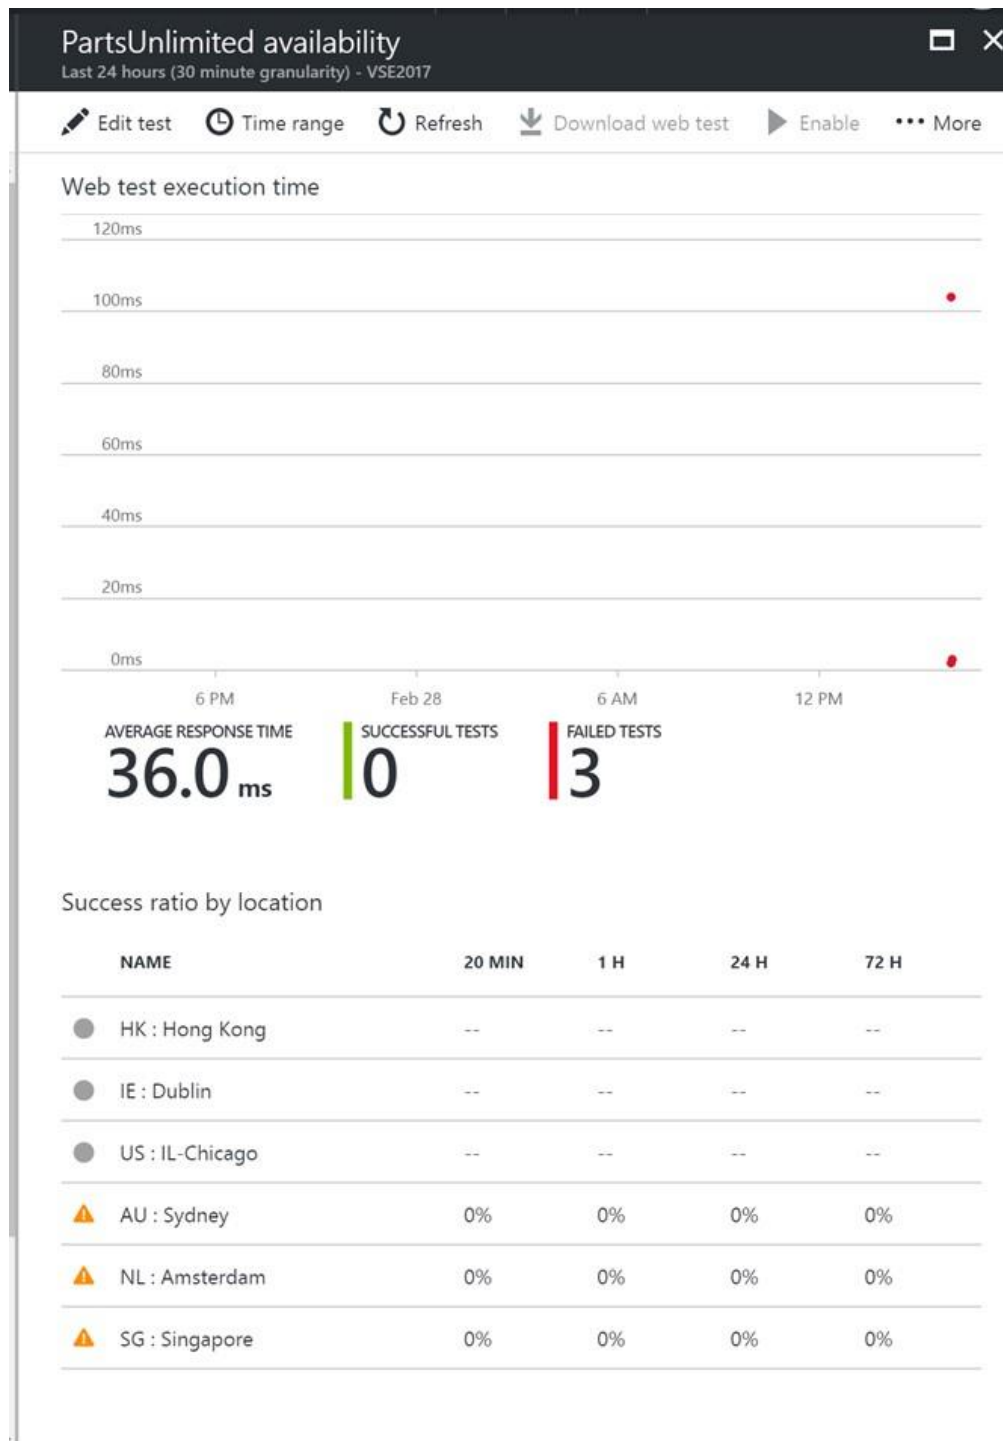 PartsUnlimited availability
Last 24 hours (30 minute granularity) - VSE2017
Edit test Time range Refresh Download web test Enable ••• More
Web test execution time
120ms
100ms
80ms
60ms
40ms
20ms
0ms
6 PM Feb 28 6 AM 12 PM
AVERAGE RESPONSE TIME SUCCESSFUL TESTS FAILED TESTS
36.0 ms 0 3
Success ratio by location
NAME 20 MIN 1 H 24 H 72 H
HK : Hong Kong -- -- -- --
IE : Dublin -- -- -- --
US : IL-Chicago -- -- -- --
AU : Sydney 0% 0% 0% 0%
NL : Amsterdam 0% 0% 0% 0%
SG : Singapore 0% 0% 0% 0%